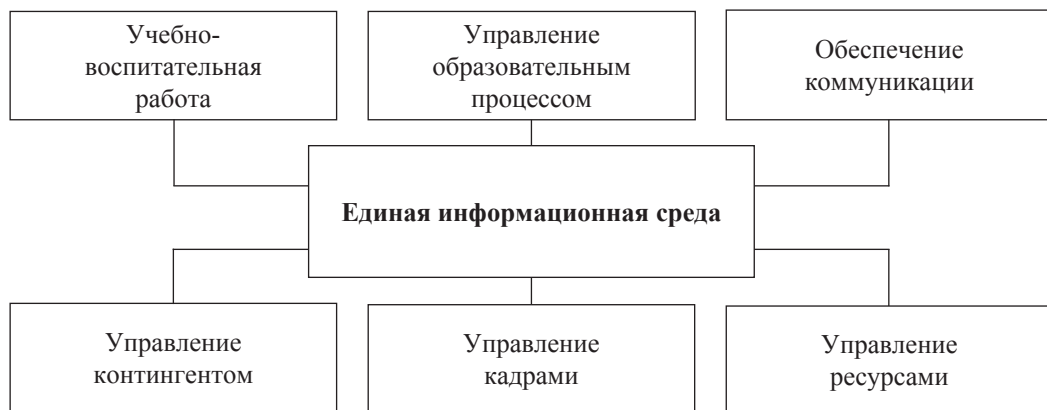 Учебно-
воспитательная
работа
Управление
образовательным
процессом
Обеспечение
коммуникации
Единая информационная среда
Управление
контингентом
Управление
кадрами
Управление
ресурсами